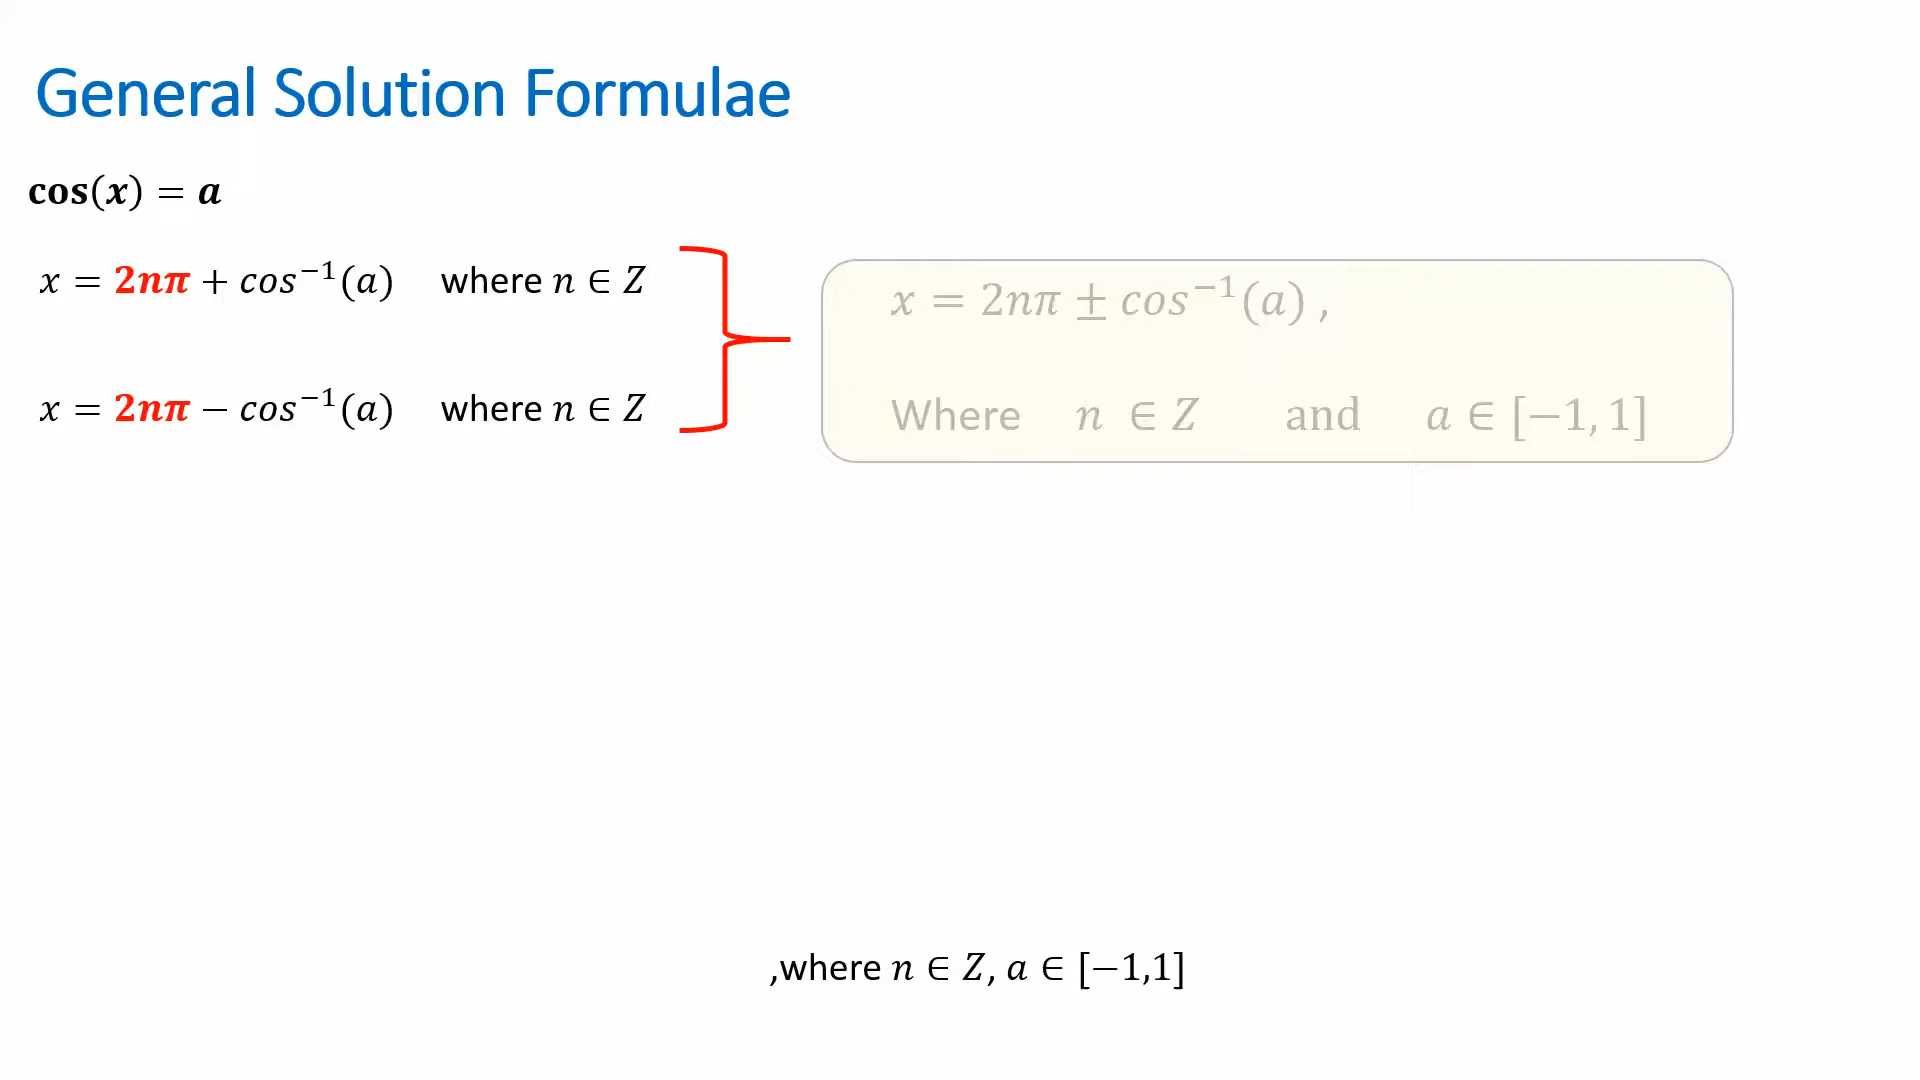 General Solution Formulae
cos(x) = a
x = 2nπ + cos⁻¹(a) where n ∈ Z
x = 2nπ − cos⁻¹(a) where n ∈ Z
x = 2nπ ± cos⁻¹(a) ,
Where n ∈ Z and a ∈ [−1, 1]
,where n ∈ Z, a ∈ [−1,1]